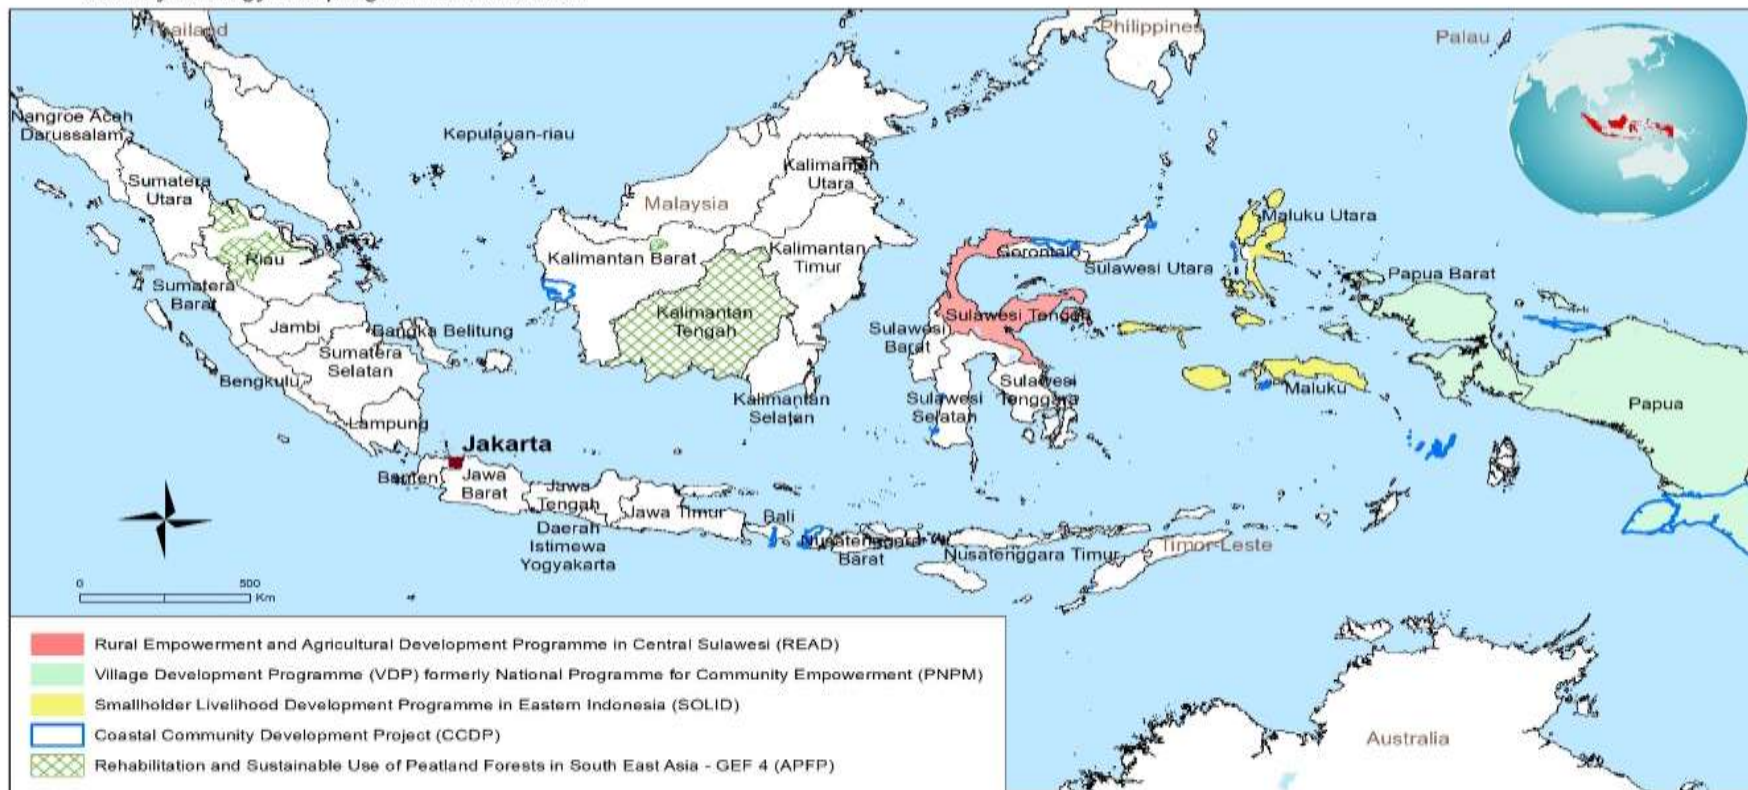 Thailand
Philippines
Palau
Nangroe Aceh
Darussalam
Kepulauan-riau
Sumatera
Utara
Malaysia
Kalimantan
Utara
Maluku Utara
Riau
Kalimantan Barat
Kalimantan
Timur
Gorontalo
Sulawesi Utara
Papua Barat
Sumatera
Barat
Jambi
Bangka Belitung
Kalimantan
Tengah
Sulawesi Tengah
Sulawesi
Barat
Sumatera
Selatan
Bengkulu
Sulawesi
Tenggara
Maluku
Kalimantan
Selatan
Sulawesi
Selatan
Papua
Lampung
Jakarta
Banten
Jawa
Barat
Jawa
Tengah
Jawa Timur
Bali
Daerah
Istimewa
Yogyakarta
Nusatenggara
Barat
Nusatenggara Timur
Timor-Leste
0 500
Km
Rural Empowerment and Agricultural Development Programme in Central Sulawesi (READ)
Village Development Programme (VDP) formerly National Programme for Community Empowerment (PNPM)
Smallholder Livelihood Development Programme in Eastern Indonesia (SOLID)
Coastal Community Development Project (CCDP)
Rehabilitation and Sustainable Use of Peatland Forests in South East Asia - GEF 4 (APFP)
Australia